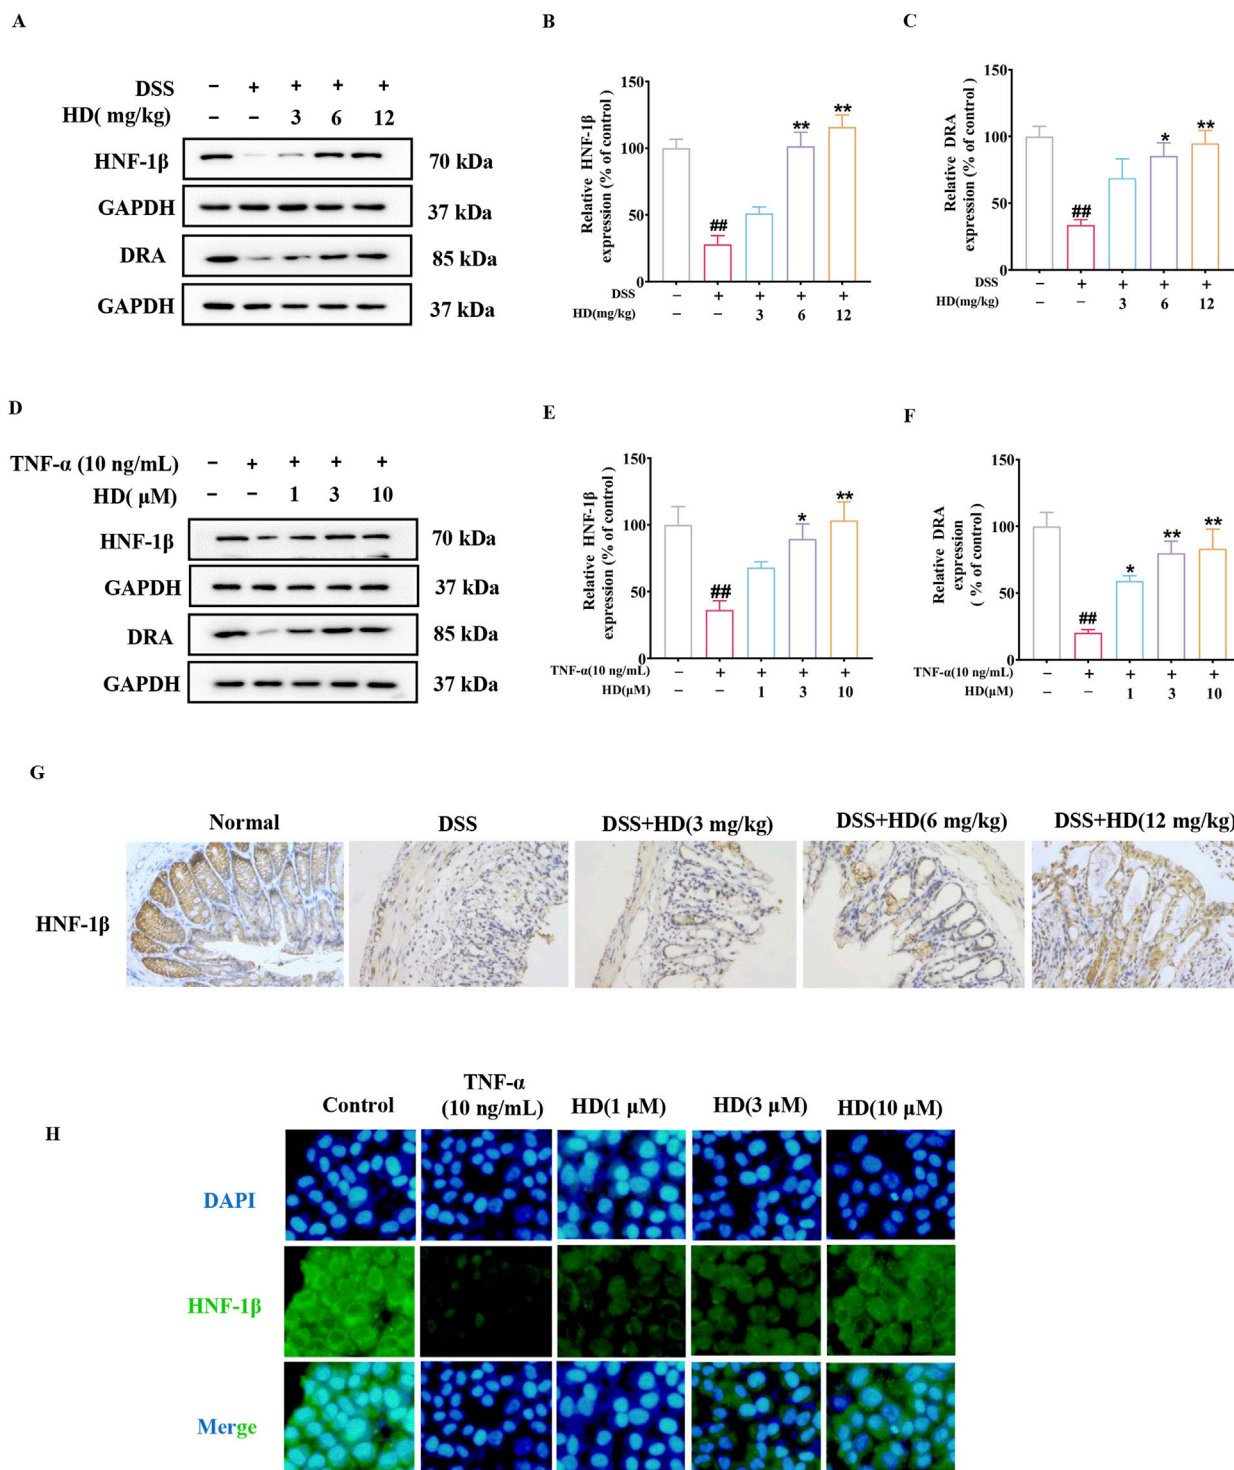 A
DSS − + + + +
HD( mg/kg) − − 3 6 12
HNF-1β 70 kDa
GAPDH 37 kDa
DRA 85 kDa
GAPDH 37 kDa
B
Relative HNF-1β
expression (% of control )
150
100
50
0
##
**
**
DSS − + + + +
HD(mg/kg) − − 3 6 12
C
Relative DRA
expression (% of control )
150
100
50
0
##
*
**
DSS − + + + +
HD(mg/kg) − − 3 6 12
D
TNF-α (10 ng/mL) − + + + +
HD( μM) − − 1 3 10
HNF-1β 70 kDa
GAPDH 37 kDa
DRA 85 kDa
GAPDH 37 kDa
E
Relative HNF-1β
expression (% of control )
150
100
50
0
##
*
**
TNF-α(10 ng/mL) − + + + +
HD(μM) − − 1 3 10
F
Relative DRA
expression
( % of control )
150
100
50
0
##
*
**
**
TNF-α(10 ng/mL) − + + + +
HD(μM) − − 1 3 10
G
Normal DSS DSS+HD(3 mg/kg) DSS+HD(6 mg/kg) DSS+HD(12 mg/kg)
HNF-1β
H
Control TNF-α (10 ng/mL) HD(1 μM) HD(3 μM) HD(10 μM)
DAPI
HNF-1β
Merge